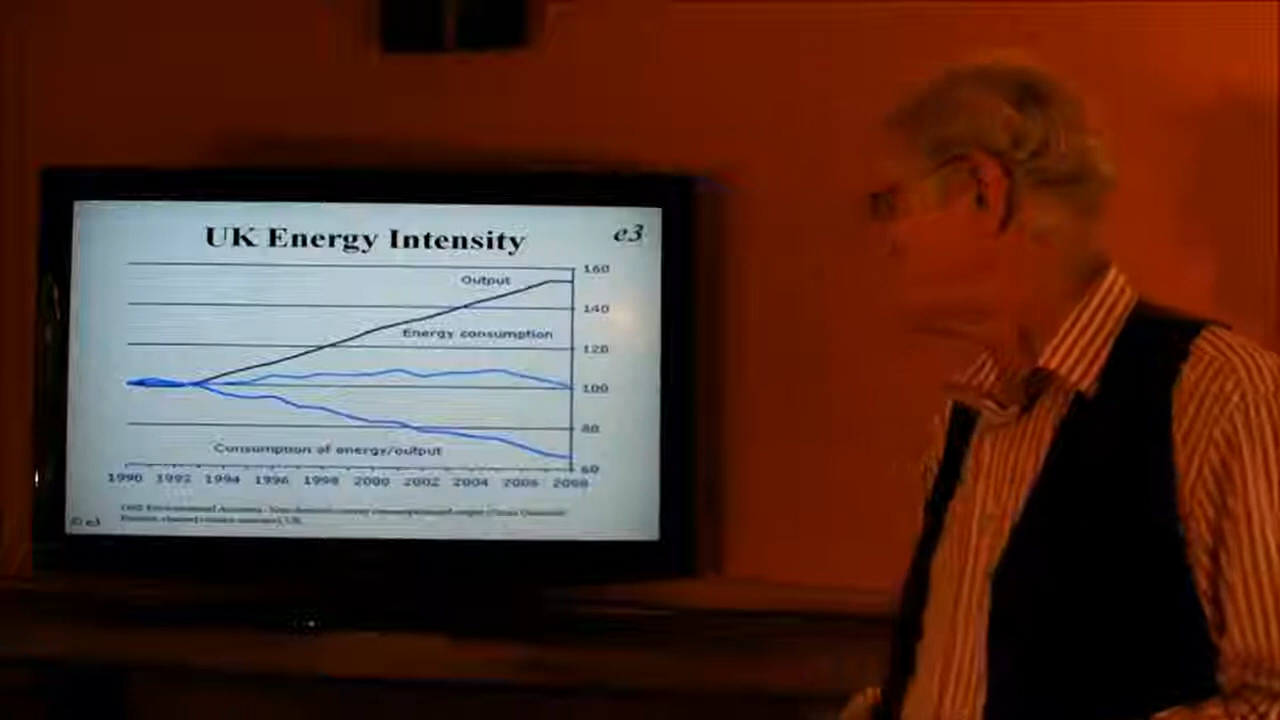 UK Energy Intensity
e3
160
Output
140
Energy consumption
120
100
80
Consumption of energy/output
60
1990 1992 1994 1996 1998 2000 2002 2004 2006 2008
© e3